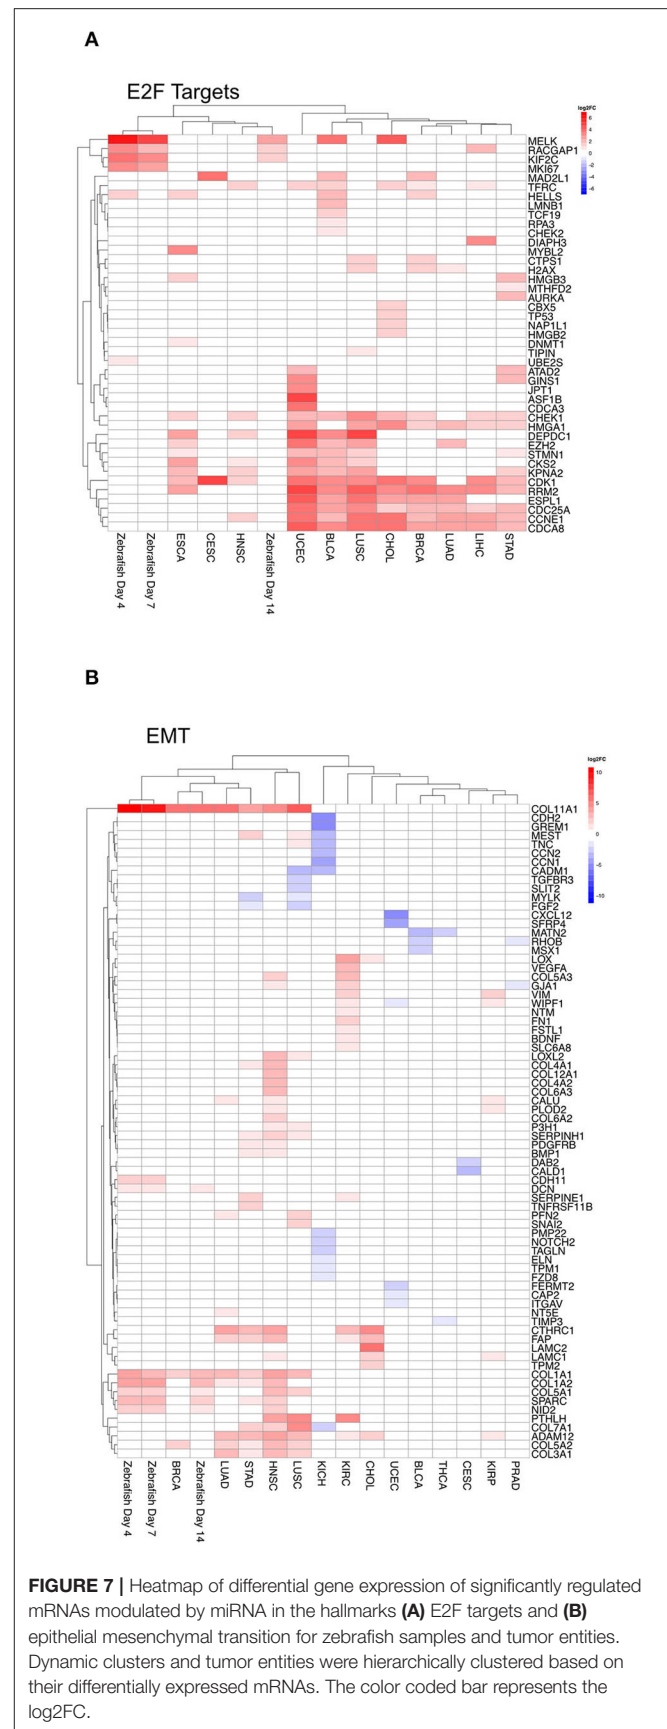 A
E2F Targets
log2FC
6
4
2
0
-2
-4
-6
MELK
RACGAP1
KIF2C
MKI67
MAD2L1
TFRC
HELLS
LMNB1
TCF19
RPA3
CHEK2
DIAPH3
MYBL2
CTPS1
H2AX
HMGB3
MTHFD2
AURKA
CBX5
TP53
NAP1L1
HMGB2
DNMT1
TIPIN
UBE2S
ATAD2
GINS1
JPT1
ASF1B
CDCA3
CHEK1
HMGA1
DEPDC1
EZH2
STMN1
CKS2
KPNA2
CDK1
RRM2
ESPL1
CDC25A
CCNE1
CDCA8
Zebrafish Day 4
Zebrafish Day 7
ESCA
CESC
HNSC
Zebrafish Day 14
UCEC
BLCA
LUSC
CHOL
BRCA
LUAD
LIHC
STAD
B
EMT
log2FC
10
5
0
-5
-10
COL11A1
CDH2
GREM1
MEST
TNC
CCN2
CCN1
CADM1
TGFBR3
SLIT2
MYLK
FGF2
CXCL12
SFRP4
MATN2
RHOB
MSX1
LOX
VEGFA
COL5A3
GJA1
VIM
WIPF1
NTM
FN1
FSTL1
BDNF
SLC6A8
LOXL2
COL4A1
COL12A1
COL4A2
COL6A3
CALU
PLOD2
COL6A2
P3H1
SERPINH1
PDGFRB
BMP1
DAB2
CALD1
CDH11
DCN
SERPINE1
TNFRSF11B
PFN2
SNAI2
PMP22
NOTCH2
TAGLN
ELN
TPM1
FZD8
FERMT2
CAP2
ITGAV
NT5E
TIMP3
CTHRC1
FAP
LAMC2
LAMC1
TPM2
COL1A1
COL1A2
COL5A1
SPARC
NID2
PTHLH
COL7A1
ADAM12
COL5A2
COL3A1
Zebrafish Day 4
Zebrafish Day 7
BRCA
Zebrafish Day 14
LUAD
STAD
HNSC
LUSC
KICH
KIRC
CHOL
UCEC
BLCA
THCA
CESC
KIRP
PRAD
FIGURE 7 | Heatmap of differential gene expression of significantly regulated
mRNAs modulated by miRNA in the hallmarks (A) E2F targets and (B)
epithelial mesenchymal transition for zebrafish samples and tumor entities.
Dynamic clusters and tumor entities were hierarchically clustered based on
their differentially expressed mRNAs. The color coded bar represents the
log2FC.